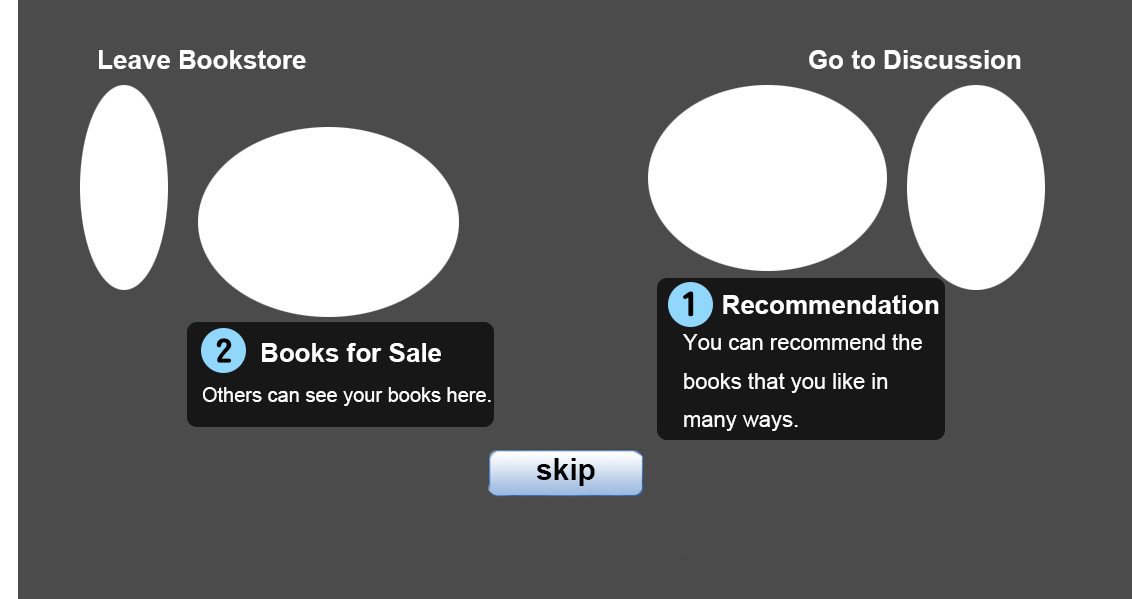 Leave Bookstore
Go to Discussion
1 Recommendation
You can recommend the
books that you like in
many ways.
2 Books for Sale
Others can see your books here.
skip